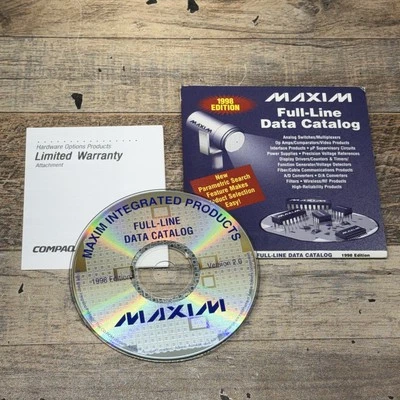 Hardware Options Products
Limited Warranty
Attachment
COMPAQ
1998
EDITION
MAXIM
Full-Line
Data Catalog
Analog Switches/Multiplexers
Op Amps/Comparators/Video Products
Interface Products • µP Supervisory Circuits
Power Supplies • Precision Voltage References
Display Drivers/Counters & Timers/
Function Generators/Voltage Detectors
Fiber/Cable Communications Products
A/D Converters • D/A Converters
Filters • Wireless/RF Products
High-Reliability Products
New
Parametric Search
Feature Makes
Product Selection
Easy!
FULL-LINE DATA CATALOG 1998 Edition
MAXIM INTEGRATED PRODUCTS
FULL-LINE
DATA CATALOG
1998 Edition
Version 2.0
MAXIM